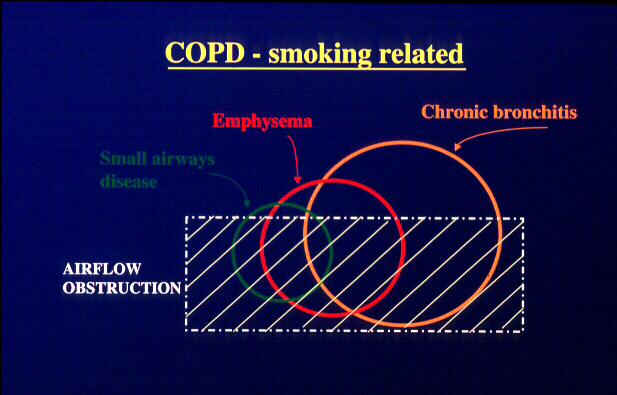 COPD - smoking related
Chronic bronchitis
Emphysema
Small airways
disease
AIRFLOW
OBSTRUCTION